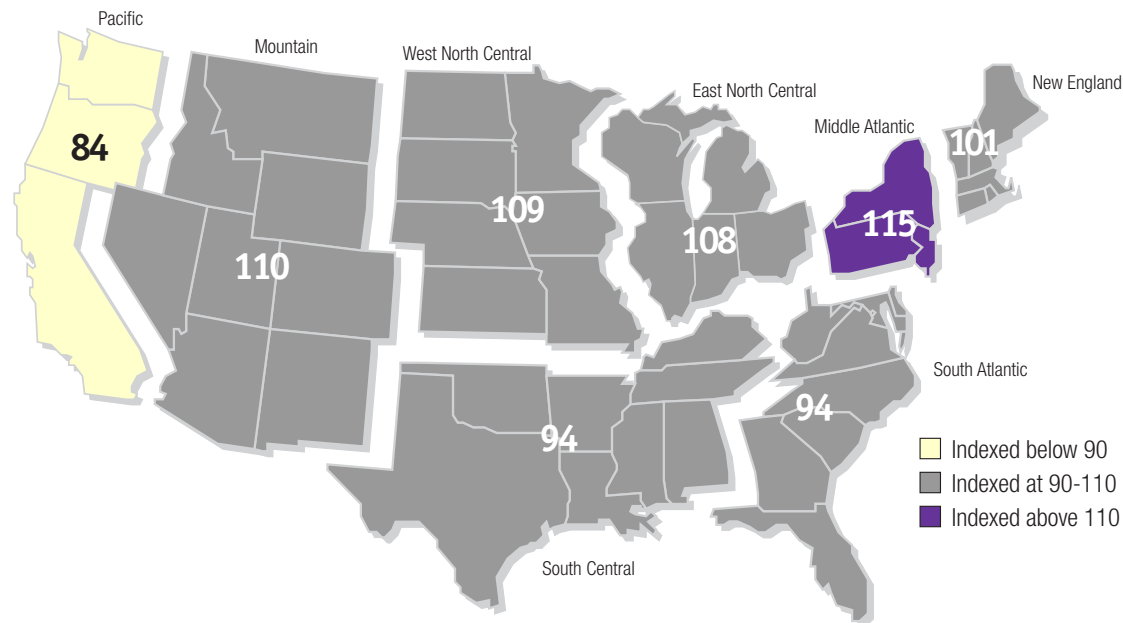 Pacific
Mountain
West North Central
East North Central
New England
Middle Atlantic
101
84
109
115
108
110
South Atlantic
94
94
Indexed below 90
Indexed at 90-110
Indexed above 110
South Central